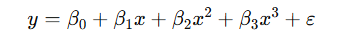 y = β₀ + β₁x + β₂x² + β₃x³ + ε